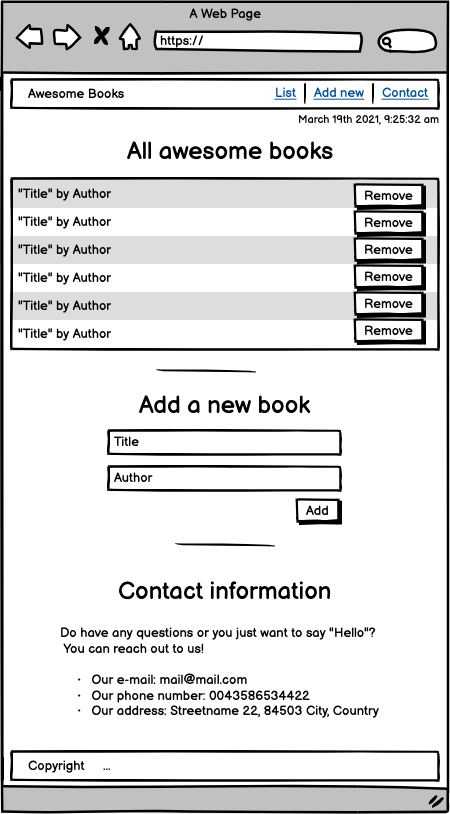 A Web Page
https://
Awesome Books List Add new Contact
March 19th 2021, 9:25:32 am
All awesome books
"Title" by Author Remove
"Title" by Author Remove
"Title" by Author Remove
"Title" by Author Remove
"Title" by Author Remove
"Title" by Author Remove
Add a new book
Title
Author
Add
Contact information
Do have any questions or you just want to say "Hello"?
You can reach out to us!
· Our e-mail: mail@mail.com
· Our phone number: 0043586534422
· Our address: Streetname 22, 84503 City, Country
Copyright ...